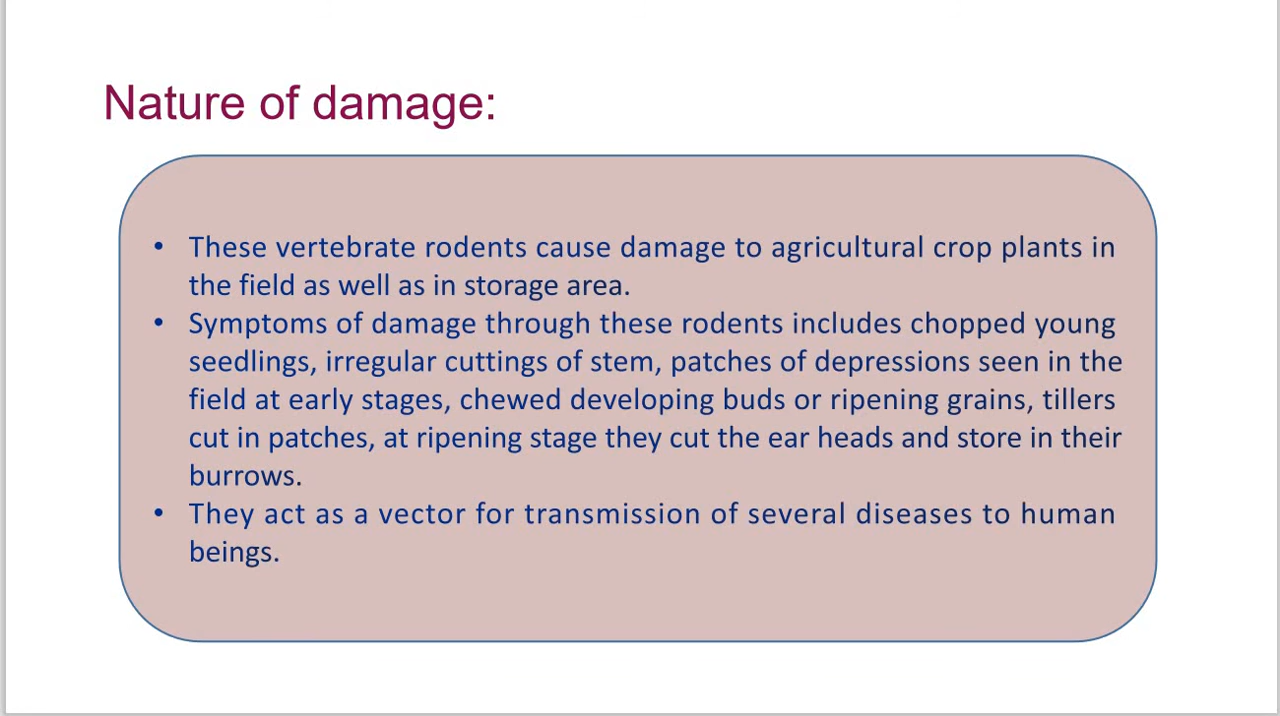 Nature of damage:
• These vertebrate rodents cause damage to agricultural crop plants in
the field as well as in storage area.
• Symptoms of damage through these rodents includes chopped young
seedlings, irregular cuttings of stem, patches of depressions seen in the
field at early stages, chewed developing buds or ripening grains, tillers
cut in patches, at ripening stage they cut the ear heads and store in their
burrows.
• They act as a vector for transmission of several diseases to human
beings.